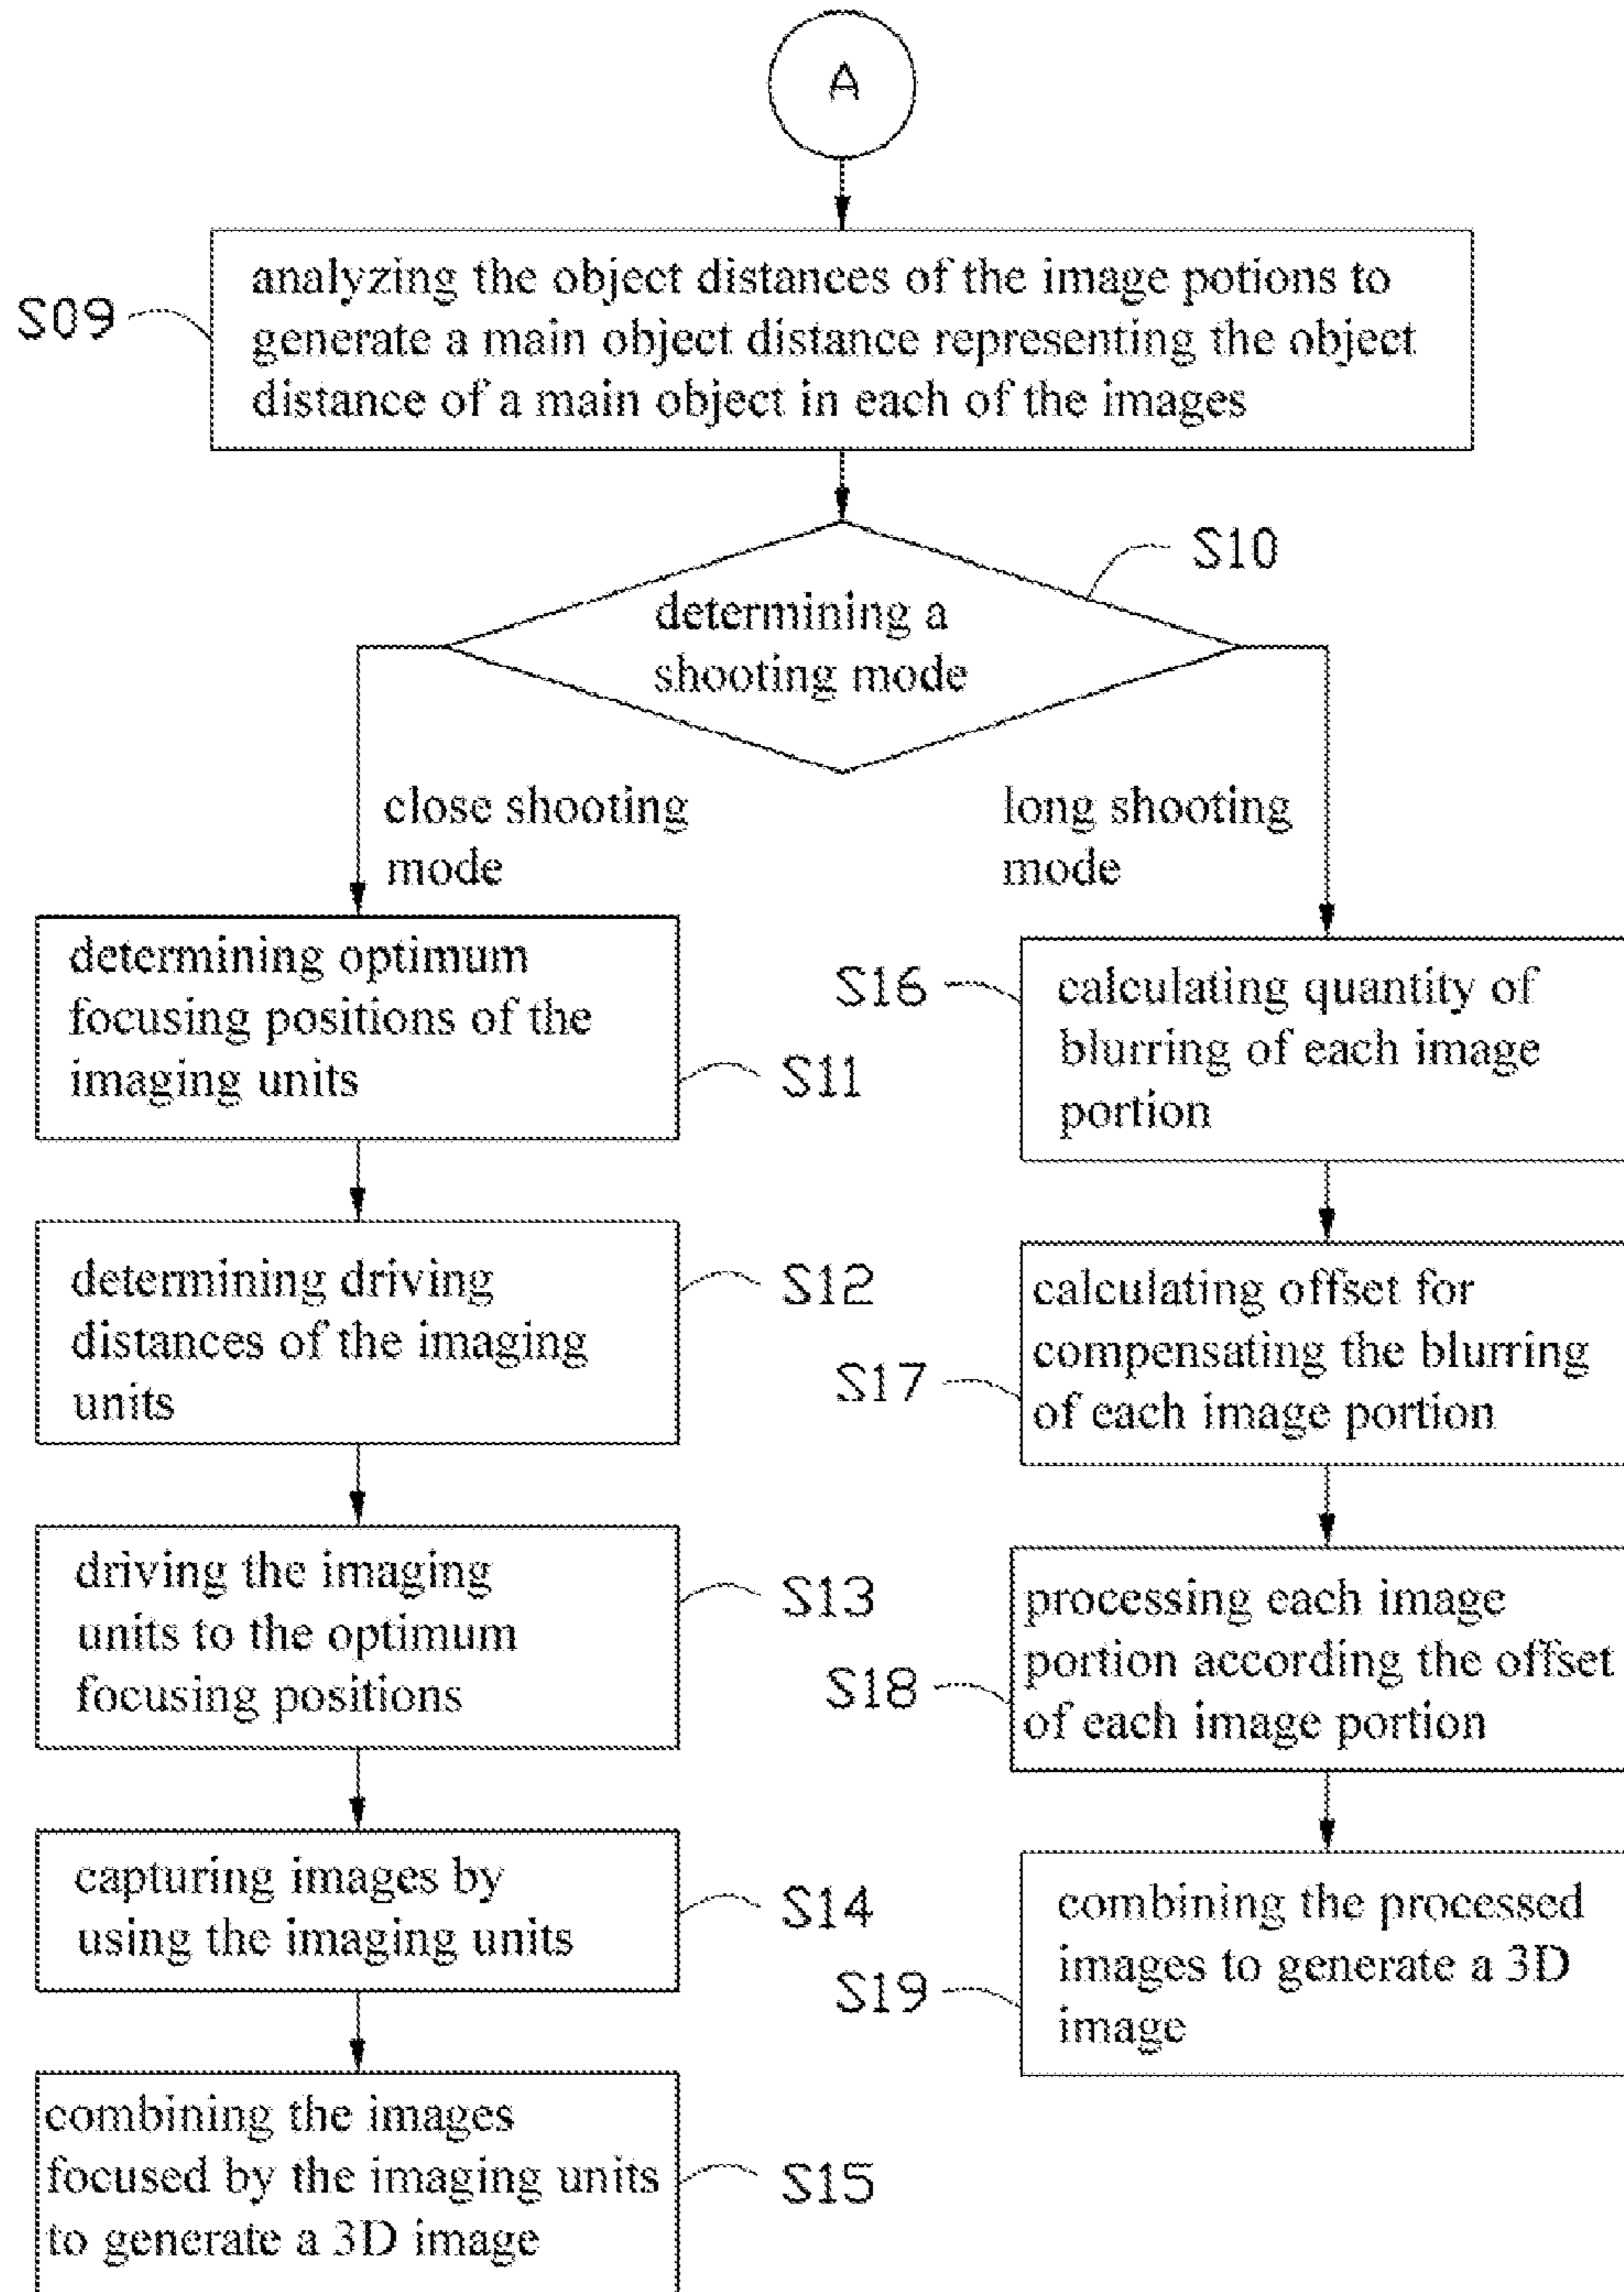 A
S09
analyzing the object distances of the image potions to
generate a main object distance representing the object
distance of a main object in each of the images
S10
determining a
shooting mode
close shooting
mode
long shooting
mode
determining optimum
focusing positions of the
imaging units
S11
determining driving
distances of the imaging
units
S12
driving the imaging
units to the optimum
focusing positions
S13
capturing images by
using the imaging units
S14
combining the images
focused by the imaging units
to generate a 3D image
S15
S16
calculating quantity of
blurring of each image
portion
S17
calculating offset for
compensating the blurring
of each image portion
S18
processing each image
portion according the offset
of each image portion
S19
combining the processed
images to generate a 3D
image